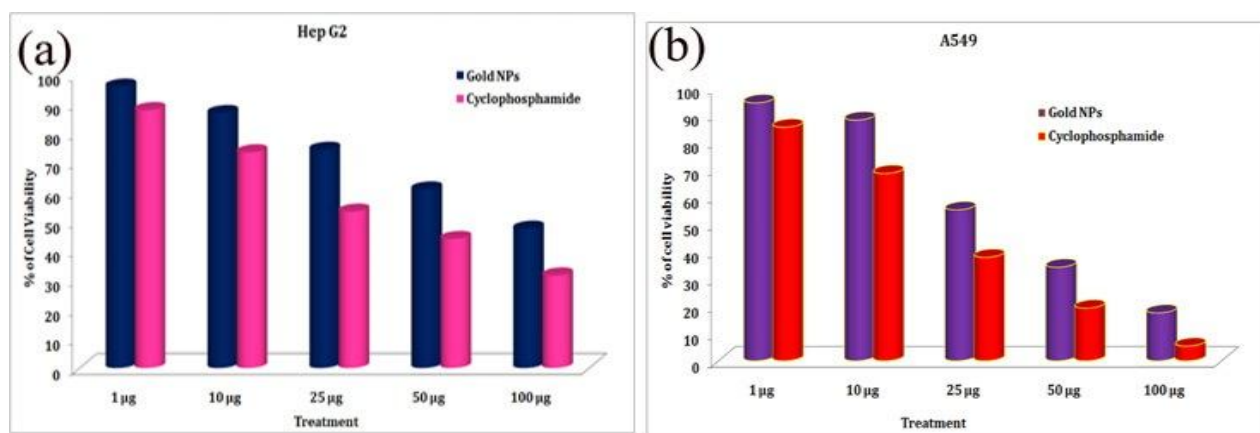 (a)
Hep G2
Gold NPs
Cyclophosphamide
% of Cell Viability
100
90
80
70
60
50
40
30
20
10
0
1 µg
10 µg
25 µg
50 µg
100 µg
Treatment
(b)
A549
Gold NPs
Cyclophosphamide
% of cell viability
100
90
80
70
60
50
40
30
20
10
0
1 µg
10 µg
25 µg
50 µg
100 µg
Treatment